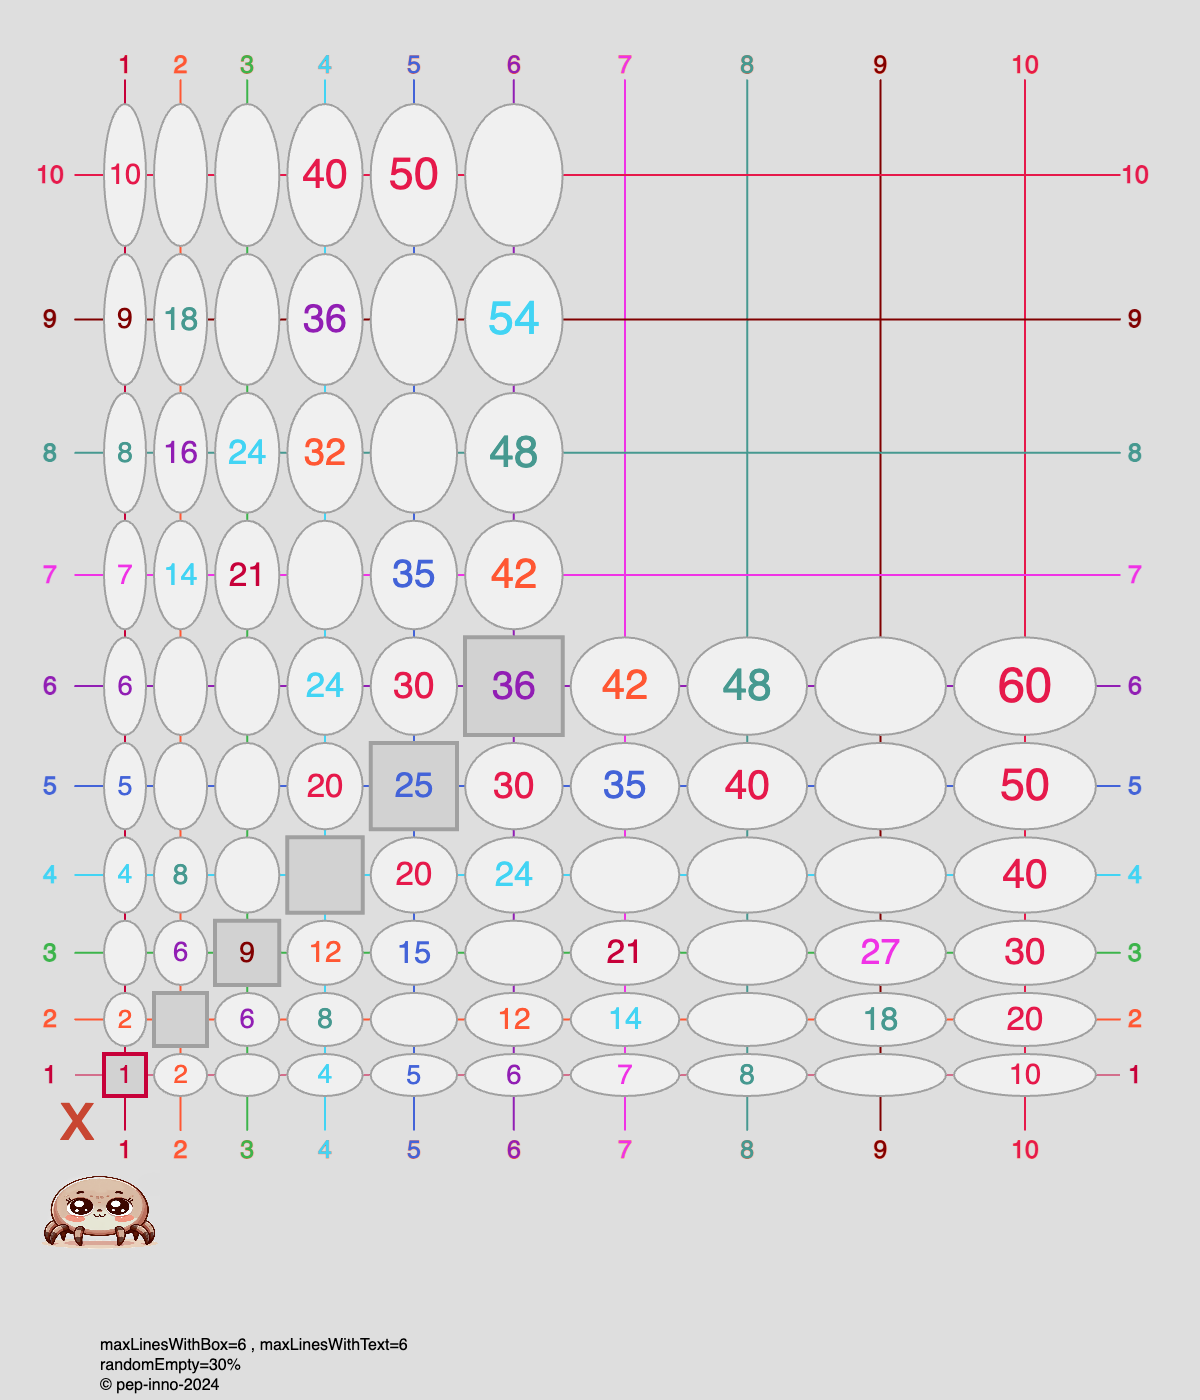 1 2 3 4 5 6 7 8 9 10
10 10 40 50 10
9 9 18 36 54 9
8 8 16 24 32 48 8
7 7 14 21 35 42 7
6 6 24 30 36 42 48 60 6
5 5 20 25 30 35 40 50 5
4 4 8 20 24 40 4
3 6 9 12 15 21 27 30 3
2 2 6 8 12 14 18 20 2
1 1 2 4 5 6 7 8 10 1
X
1 2 3 4 5 6 7 8 9 10
maxLinesWithBox=6 , maxLinesWithText=6
randomEmpty=30%
© pep-inno-2024